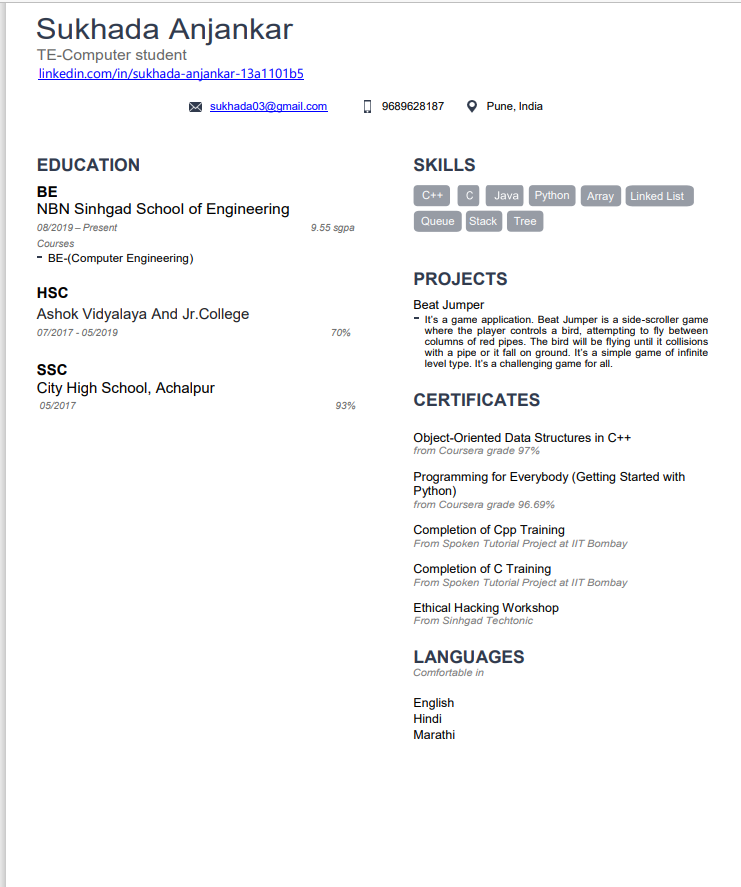 Sukhada Anjankar
TE-Computer student
linkedin.com/in/sukhada-anjankar-13a1101b5
sukhada03@gmail.com 9689628187 Pune, India
EDUCATION
BE
NBN Sinhgad School of Engineering
08/2019 – Present 9.55 sgpa
Courses
- BE-(Computer Engineering)
HSC
Ashok Vidyalaya And Jr.College
07/2017 - 05/2019 70%
SSC
City High School, Achalpur
05/2017 93%
SKILLS
C++ C Java Python Array Linked List
Queue Stack Tree
PROJECTS
Beat Jumper
- It's a game application. Beat Jumper is a side-scroller game
where the player controls a bird, attempting to fly between
columns of red pipes. The bird will be flying until it collisions
with a pipe or it fall on ground. It's a simple game of infinite
level type. It's a challenging game for all.
CERTIFICATES
Object-Oriented Data Structures in C++
from Coursera grade 97%
Programming for Everybody (Getting Started with
Python)
from Coursera grade 96.69%
Completion of Cpp Training
From Spoken Tutorial Project at IIT Bombay
Completion of C Training
From Spoken Tutorial Project at IIT Bombay
Ethical Hacking Workshop
From Sinhgad Techtonic
LANGUAGES
Comfortable in
English
Hindi
Marathi